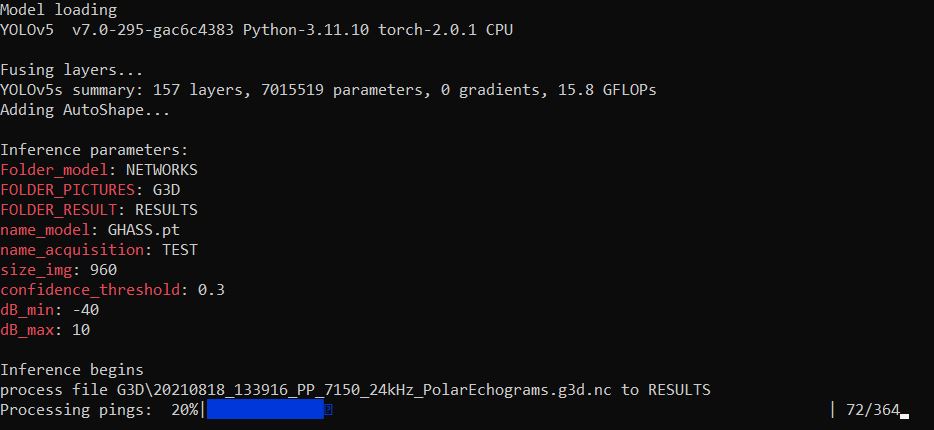 Model loading
YOLOv5  v7.0-295-gac6c4383 Python-3.11.10 torch-2.0.1 CPU
Fusing layers...
YOLOv5s summary: 157 layers, 7015519 parameters, 0 gradients, 15.8 GFLOPs
Adding AutoShape...
Inference parameters:
Folder_model: NETWORKS
FOLDER_PICTURES: G3D
FOLDER_RESULT: RESULTS
name_model: GHASS.pt
name_acquisition: TEST
size_img: 960
confidence_threshold: 0.3
dB_min: -40
dB_max: 10
Inference begins
process file G3D\20210818_133916_PP_7150_24kHz_PolarEchograms.g3d.nc to RESULTS
Processing pings:  20%| | 72/364